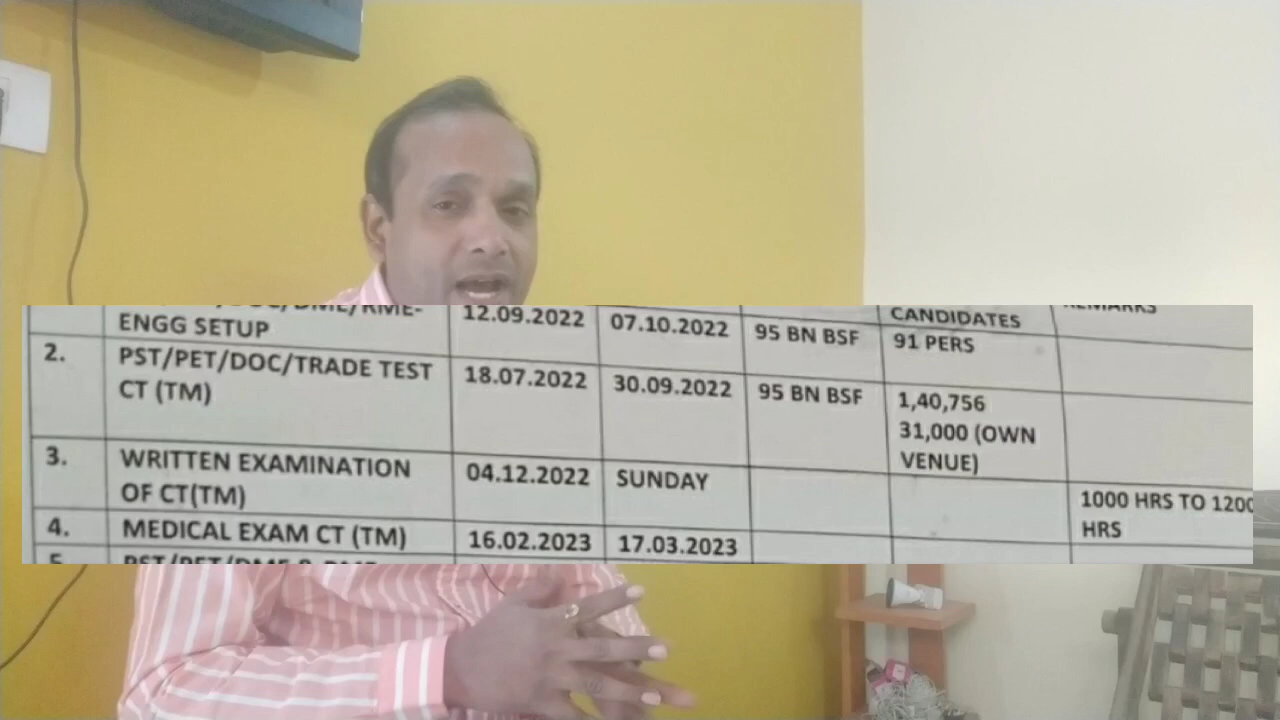 ENGG SETUP 12.09.2022 07.10.2022 95 BN BSF CANDIDATES
91 PERS
2. PST/PET/DOC/TRADE TEST
CT (TM) 18.07.2022 30.09.2022 95 BN BSF 1,40,756
31,000 (OWN
VENUE)
3. WRITTEN EXAMINATION
OF CT(TM) 04.12.2022 SUNDAY 1000 HRS TO 1200
HRS
4. MEDICAL EXAM CT (TM) 16.02.2023 17.03.2023